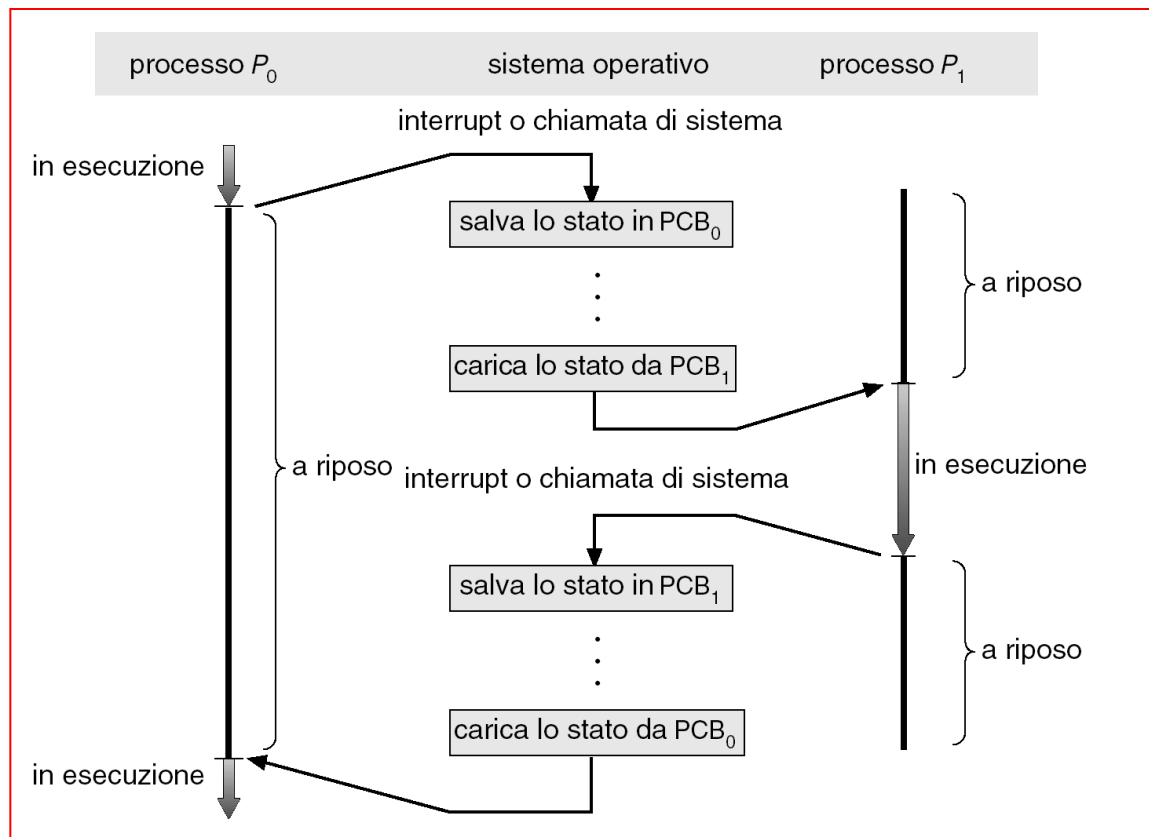 processo P0 sistema operativo processo P1
interrupt o chiamata di sistema
in esecuzione
salva lo stato in PCB0
a riposo
carica lo stato da PCB1
a riposo
in esecuzione
interrupt o chiamata di sistema
salva lo stato in PCB1
a riposo
carica lo stato da PCB0
in esecuzione